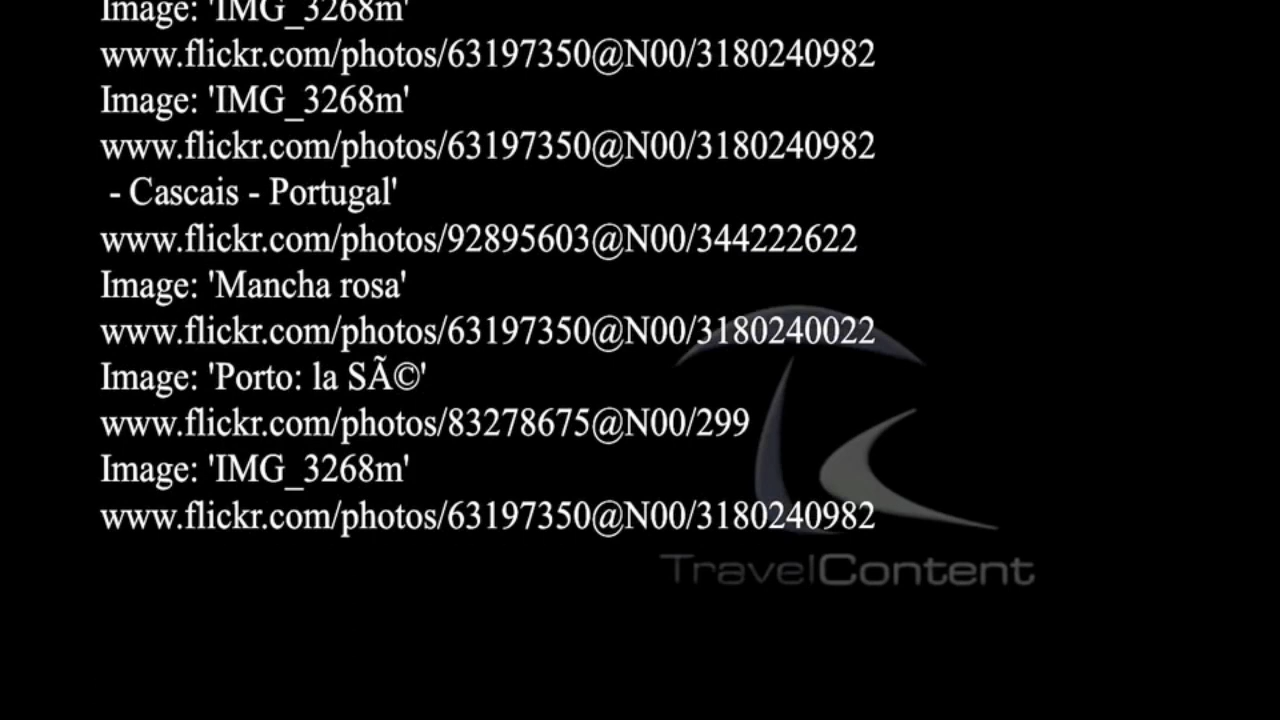 Image: 'IMG_3268m'
www.flickr.com/photos/63197350@N00/3180240982
Image: 'IMG_3268m'
www.flickr.com/photos/63197350@N00/3180240982
- Cascais - Portugal'
www.flickr.com/photos/92895603@N00/344222622
Image: 'Mancha rosa'
www.flickr.com/photos/63197350@N00/3180240022
Image: 'Porto: la SÃ©'
www.flickr.com/photos/83278675@N00/299
Image: 'IMG_3268m'
www.flickr.com/photos/63197350@N00/3180240982
TravelContent